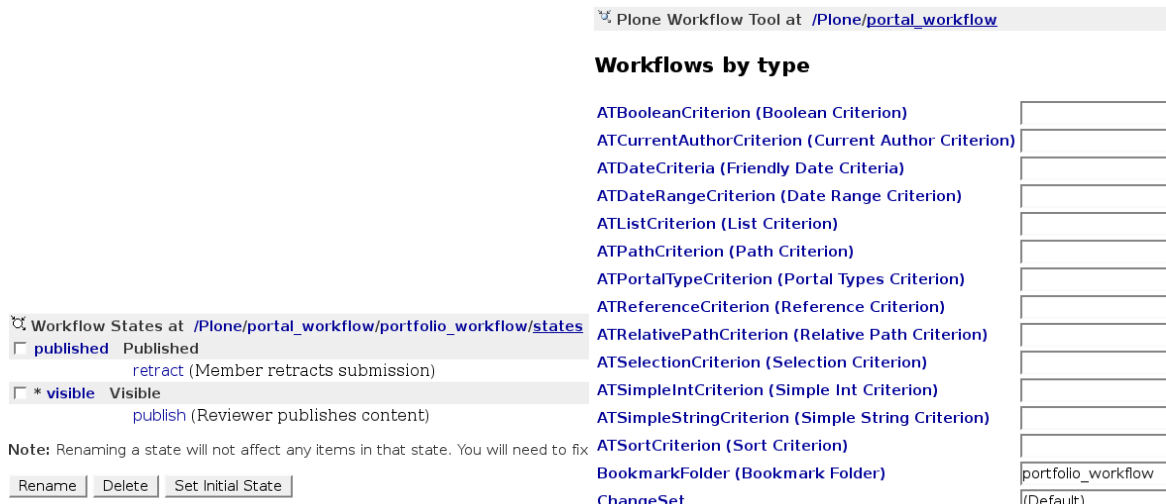 Workflow States at /Plone/portal_workflow/portfolio_workflow/states
published Published
retract (Member retracts submission)
* visible Visible
publish (Reviewer publishes content)
Note: Renaming a state will not affect any items in that state. You will need to fix
Rename Delete Set Initial State
Plone Workflow Tool at /Plone/portal_workflow
Workflows by type
ATBooleanCriterion (Boolean Criterion)
ATCurrentAuthorCriterion (Current Author Criterion)
ATDateCriteria (Friendly Date Criteria)
ATDateRangeCriterion (Date Range Criterion)
ATListCriterion (List Criterion)
ATPathCriterion (Path Criterion)
ATPortalTypeCriterion (Portal Types Criterion)
ATReferenceCriterion (Reference Criterion)
ATRelativePathCriterion (Relative Path Criterion)
ATSelectionCriterion (Selection Criterion)
ATSimpleIntCriterion (Simple Int Criterion)
ATSimpleStringCriterion (Simple String Criterion)
ATSortCriterion (Sort Criterion)
BookmarkFolder (Bookmark Folder) portfolio_workflow
ChangeSet (Default)